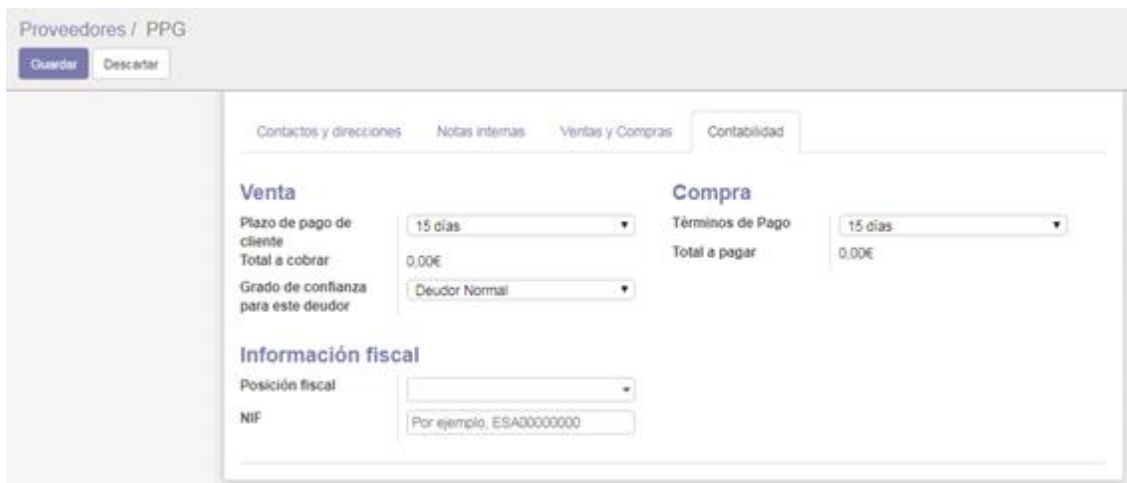 Proveedores / PPG
Guardar Descartar
Contactos y direcciones Notas internas Ventas y Compras Contabilidad
Venta Compra
Plazo de pago de cliente 15 días Términos de Pago 15 días
Total a cobrar 0,00€ Total a pagar 0,00€
Grado de confianza para este deudor Deudor Normal
Información fiscal
Posición fiscal
NIF Por ejemplo, ESA00000000